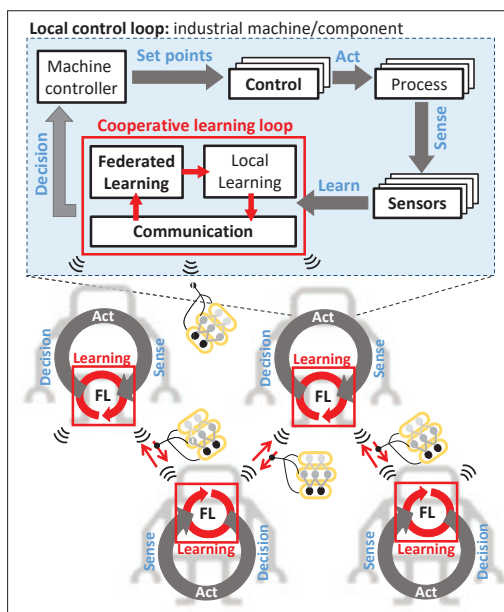 Local control loop: industrial machine/component
Machine
controller
Set points
Control
Act
Process
Cooperative learning loop
Decision
Sense
Federated
Learning
Local
Learning
Learn
Sensors
Communication
Act
Decision
Sense
Learning
FL
Act
Decision
Sense
Learning
FL
FL
Learning
Sense
Decision
Act
FL
Learning
Sense
Decision
Act